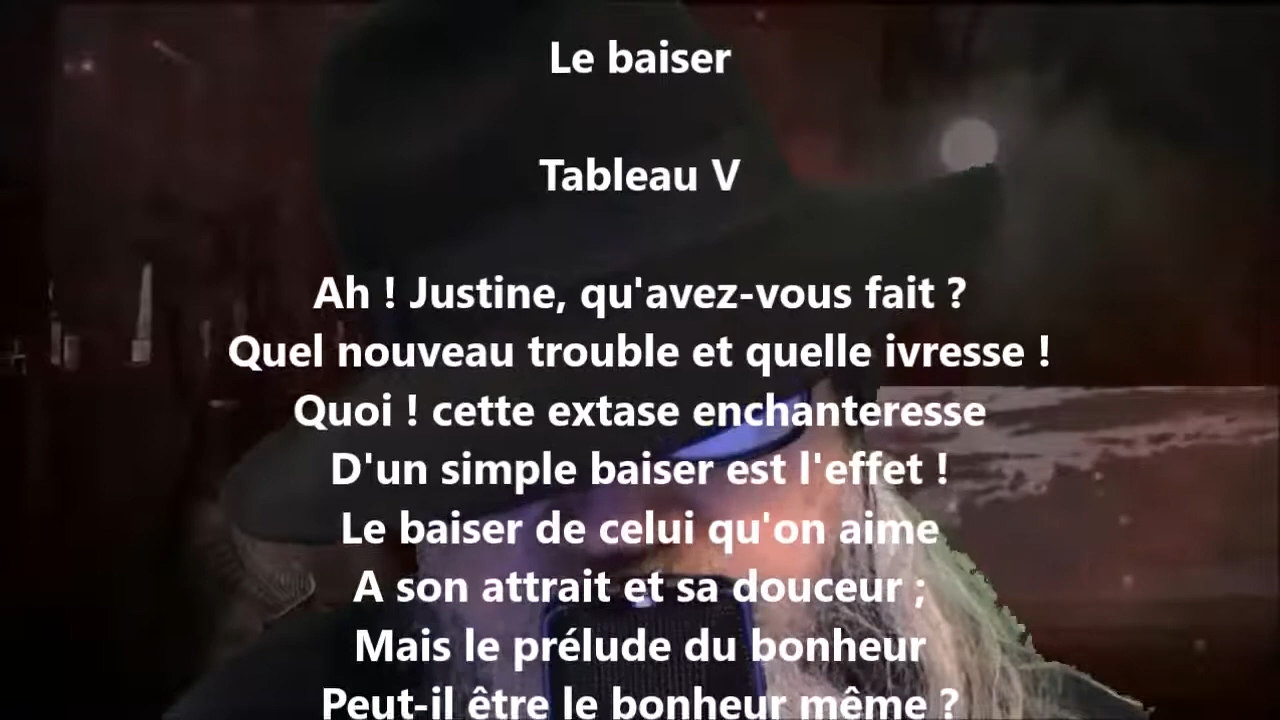 Le baiser
Tableau V
Ah ! Justine, qu'avez-vous fait ?
Quel nouveau trouble et quelle ivresse !
Quoi ! cette extase enchanteresse
D'un simple baiser est l'effet !
Le baiser de celui qu'on aime
A son attrait et sa douceur ;
Mais le prélude du bonheur
Peut-il être le bonheur même ?